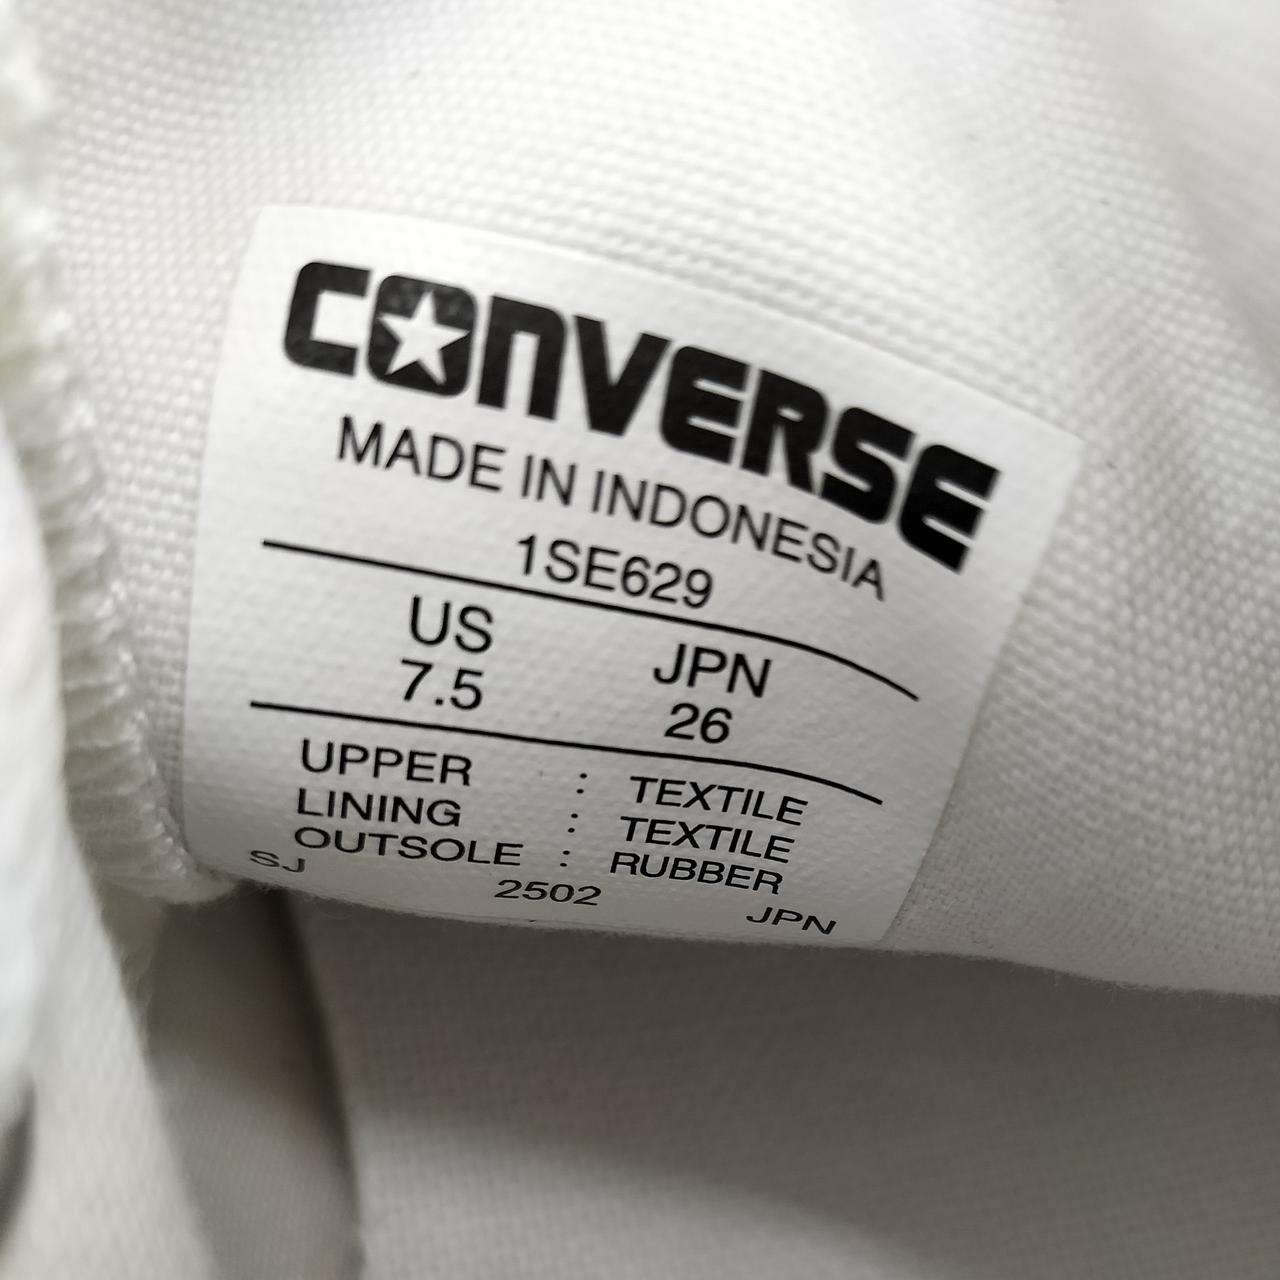 CONVERSE
MADE IN INDONESIA
1SE629
US JPN
7.5 26
UPPER : TEXTILE
LINING : TEXTILE
OUTSOLE : RUBBER
SJ 2502 JPN